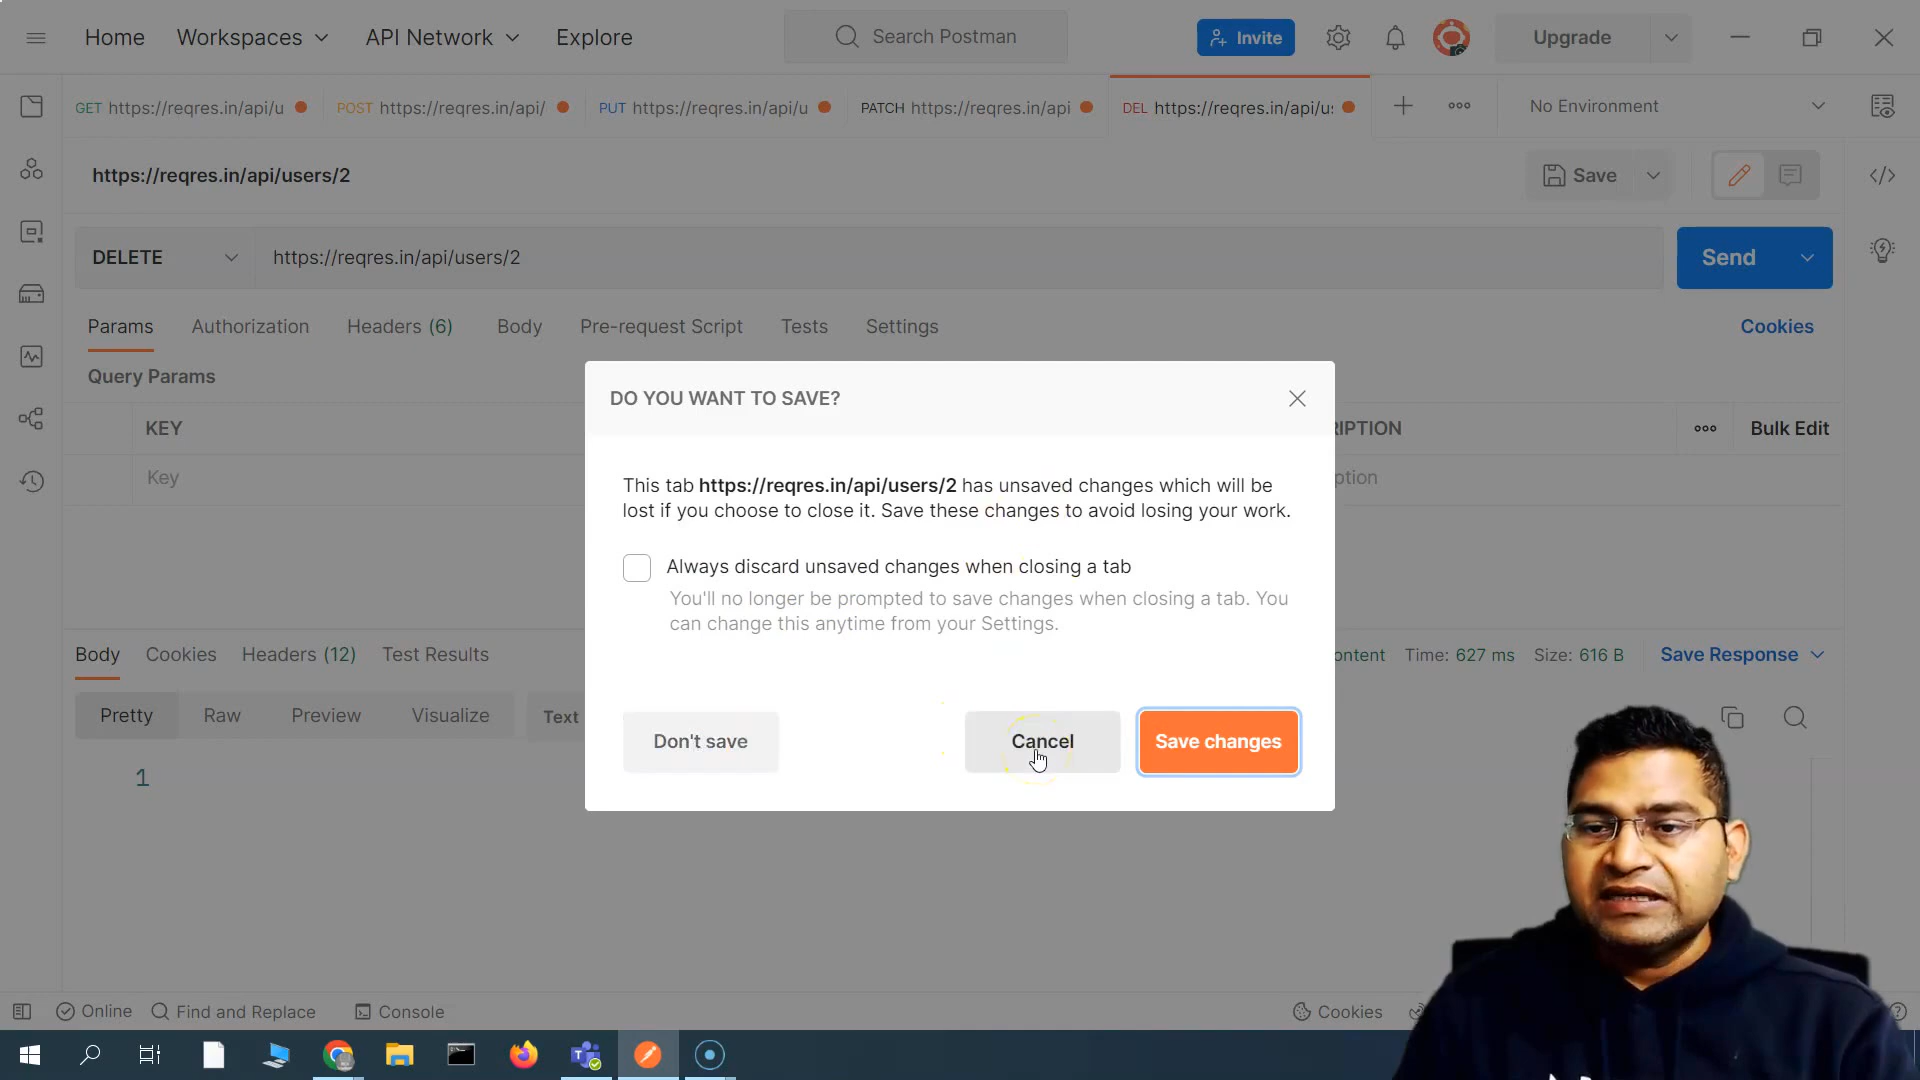 Home Workspaces API Network Explore Search Postman Invite Upgrade
GET https://reqres.in/api/u POST https://reqres.in/api/ PUT https://reqres.in/api/u PATCH https://reqres.in/api DEL https://reqres.in/api/u No Environment
https://reqres.in/api/users/2 Save
DELETE https://reqres.in/api/users/2 Send
Params Authorization Headers (6) Body Pre-request Script Tests Settings Cookies
Query Params
KEY RIPTION Bulk Edit
Key ption
DO YOU WANT TO SAVE?
This tab https://reqres.in/api/users/2 has unsaved changes which will be
lost if you choose to close it. Save these changes to avoid losing your work.
Always discard unsaved changes when closing a tab
You'll no longer be prompted to save changes when closing a tab. You
can change this anytime from your Settings.
Don't save Cancel Save changes
Body Cookies Headers (12) Test Results ontent Time: 627 ms Size: 616 B Save Response
Pretty Raw Preview Visualize Text
1
Online Find and Replace Console Cookies